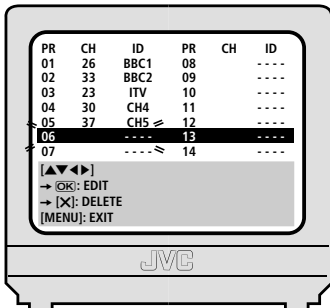 PR CH ID PR CH ID
01 26 BBC1 08 - - - -
02 33 BBC2 09 - - - -
03 23 ITV 10 - - - -
04 30 CH4 11 - - - -
05 37 CH5 12 - - - -
06 - - - - 13 - - - -
07 - - - - 14 - - - -
[▲▼◀▶]
→ OK: EDIT
→ [X]: DELETE
[MENU]: EXIT
JVC